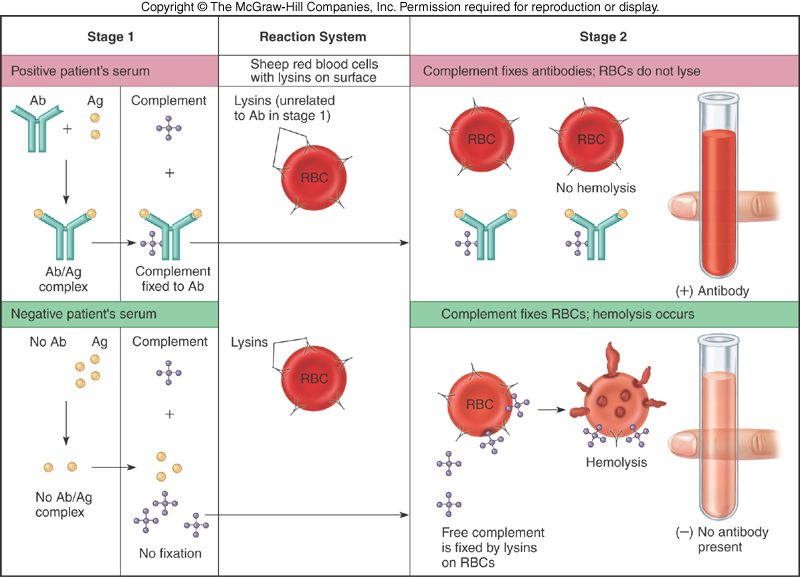 Copyright © The McGraw-Hill Companies, Inc. Permission required for reproduction or display.
Stage 1
Reaction System
Stage 2
Positive patient's serum
Sheep red blood cells
with lysins on surface
Complement fixes antibodies; RBCs do not lyse
Ab
Ag
Complement
+
+
Lysins (unrelated
to Ab in stage 1)
RBC
RBC
RBC
No hemolysis
Ab/Ag
complex
Complement
fixed to Ab
(+) Antibody
Negative patient's serum
Complement fixes RBCs; hemolysis occurs
No Ab
Ag
Complement
+
Lysins
RBC
RBC
Hemolysis
No Ab/Ag
complex
No fixation
Free complement
is fixed by lysins
on RBCs
(−) No antibody
present